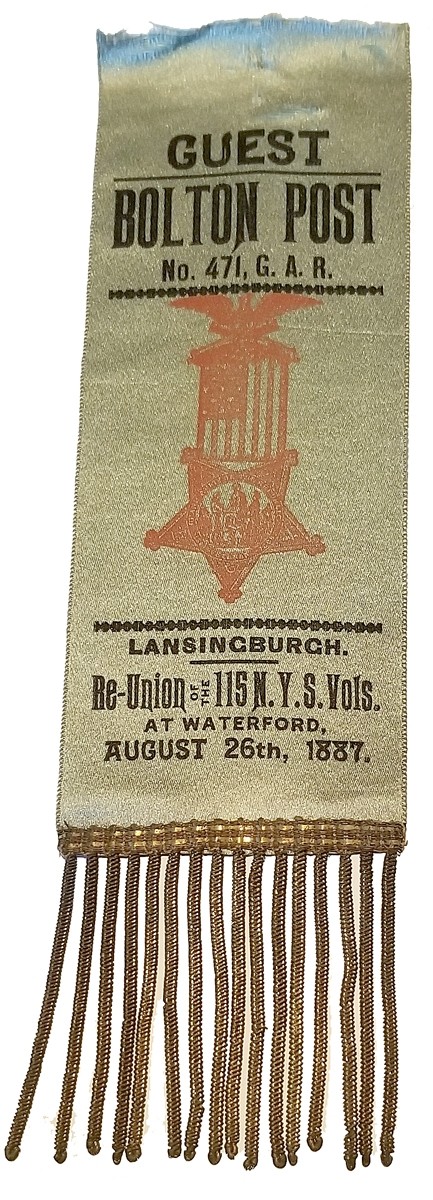 GUEST
BOLTON POST
No. 471, G. A. R.
LANSINGBURGH.
Re-Union OF THE 115 N.Y.S. Vols.
AT WATERFORD,
AUGUST 26th, 1887.